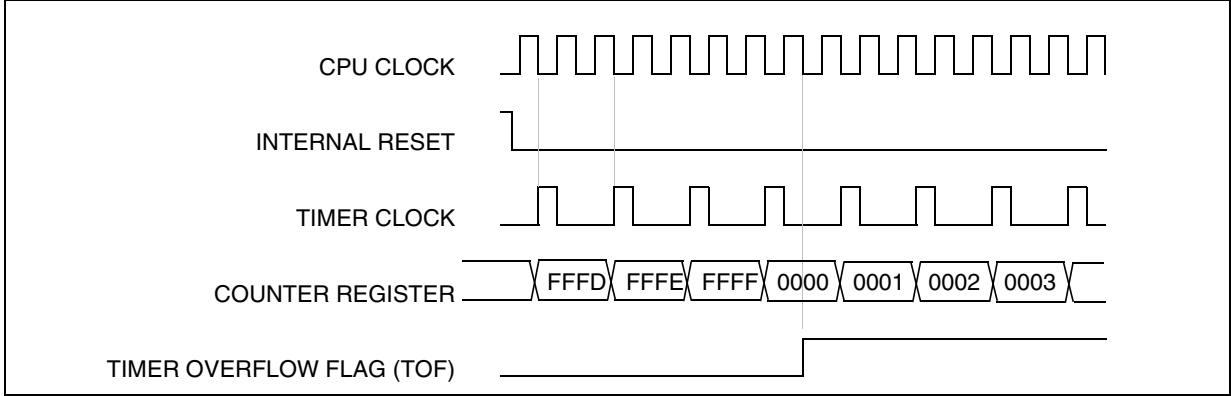 CPU CLOCK
INTERNAL RESET
TIMER CLOCK
COUNTER REGISTER FFFD FFFE FFFF 0000 0001 0002 0003
TIMER OVERFLOW FLAG (TOF)